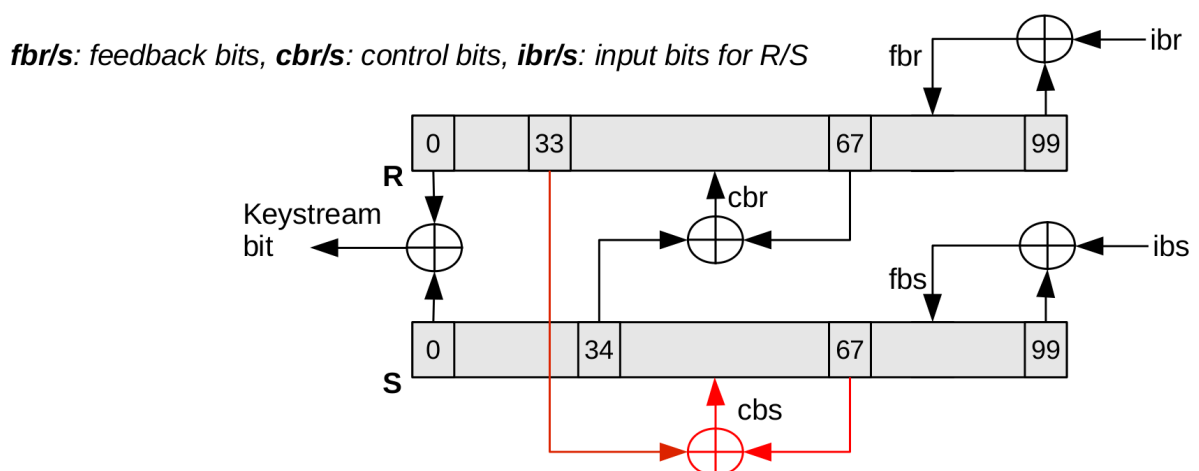 fbr/s: feedback bits, cbr/s: control bits, ibr/s: input bits for R/S
fbr
ibr
0
33
67
99
R
cbr
Keystream
bit
fbs
ibs
0
34
67
99
S
cbs